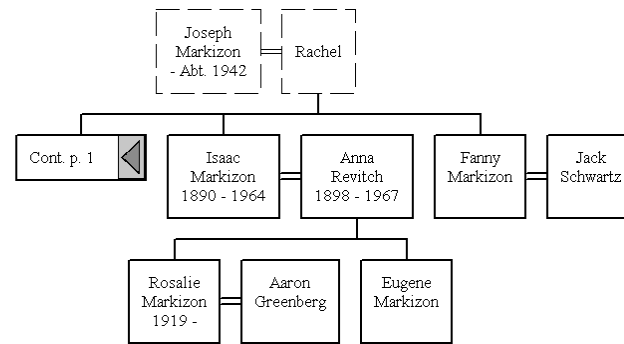 Joseph
Markizon
- Abt. 1942
Rachel
Cont. p. 1
Isaac
Markizon
1890 - 1964
Anna
Revitch
1898 - 1967
Fanny
Markizon
Jack
Schwartz
Rosalie
Markizon
1919 -
Aaron
Greenberg
Eugene
Markizon